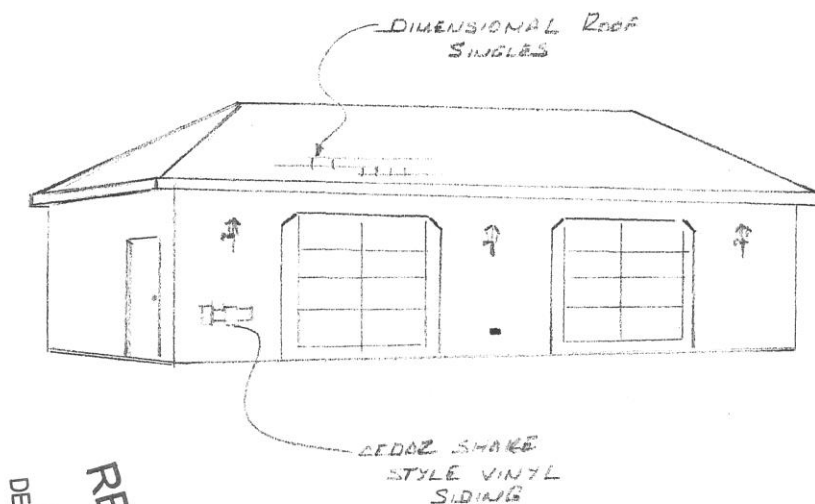 DIMENSIONAL ROOF
SINGLES
CEDAR SHAKE
STYLE VINYL
SIDING
RE
DE